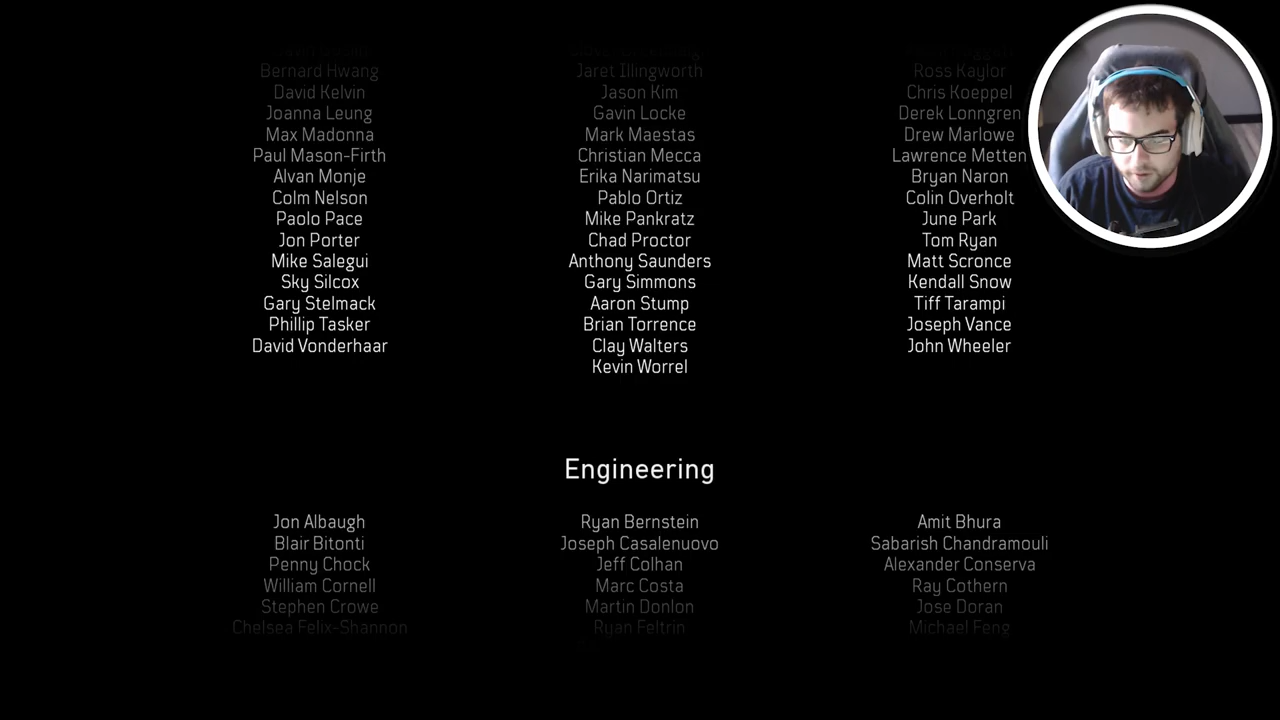 Bernard Hwang Jaret Illingworth Ross Kaylor
David Kelvin Jason Kim Chris Koeppel
Joanna Leung Gavin Locke Derek Lonngren
Max Madonna Mark Maestas Drew Marlowe
Paul Mason-Firth Christian Mecca Lawrence Metten
Alvan Monje Erika Narimatsu Bryan Naron
Colm Nelson Pablo Ortiz Colin Overholt
Paolo Pace Mike Pankratz June Park
Jon Porter Chad Proctor Tom Ryan
Mike Salegui Anthony Saunders Matt Scronce
Sky Silcox Gary Simmons Kendall Snow
Gary Stelmack Aaron Stump Tiff Tarampi
Phillip Tasker Brian Torrence Joseph Vance
David Vonderhaar Clay Walters John Wheeler
Kevin Worrel
Engineering
Jon Albaugh Ryan Bernstein Amit Bhura
Blair Bitonti Joseph Casalenuovo Sabarish Chandramouli
Penny Chock Jeff Colhan Alexander Conserva
William Cornell Marc Costa Ray Cothern
Stephen Crowe Martin Donlon Jose Doran
Chelsea Felix-Shannon Ryan Feltrin Michael Feng